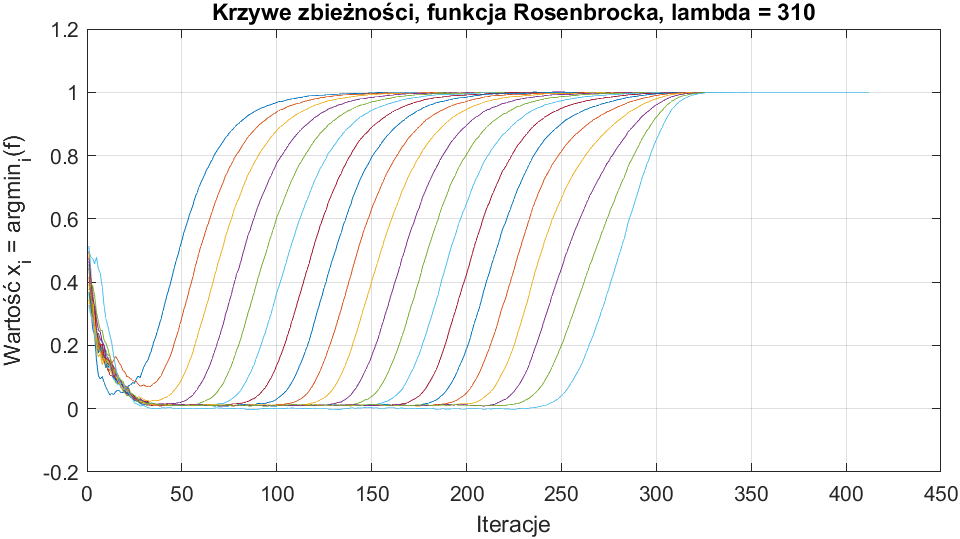 Krzywe zbieżności, funkcja Rosenbrocka, lambda = 310
Wartość x_i = argmin_i(f)
1.2
1
0.8
0.6
0.4
0.2
0
-0.2
0 50 100 150 200 250 300 350 400 450
Iteracje